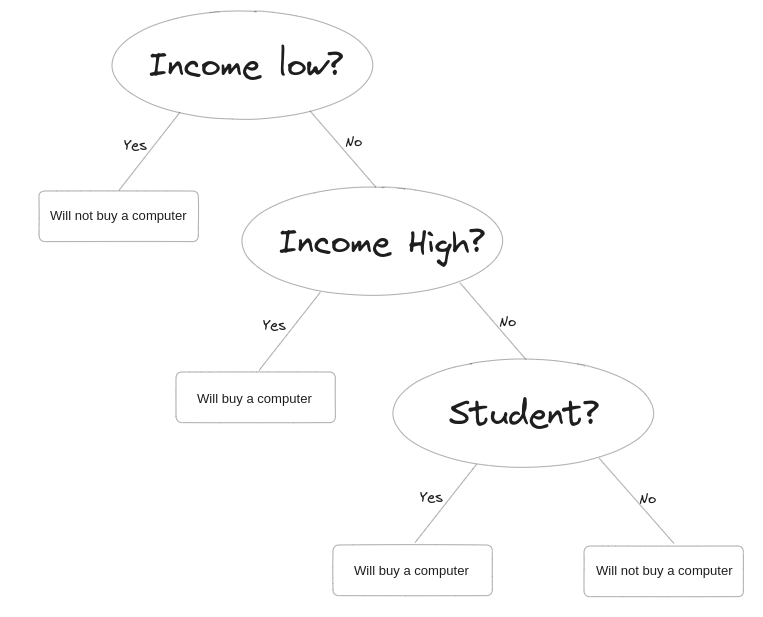 Income low?
Yes
No
Will not buy a computer
Income High?
Yes
No
Will buy a computer
Student?
Yes
No
Will buy a computer
Will not buy a computer